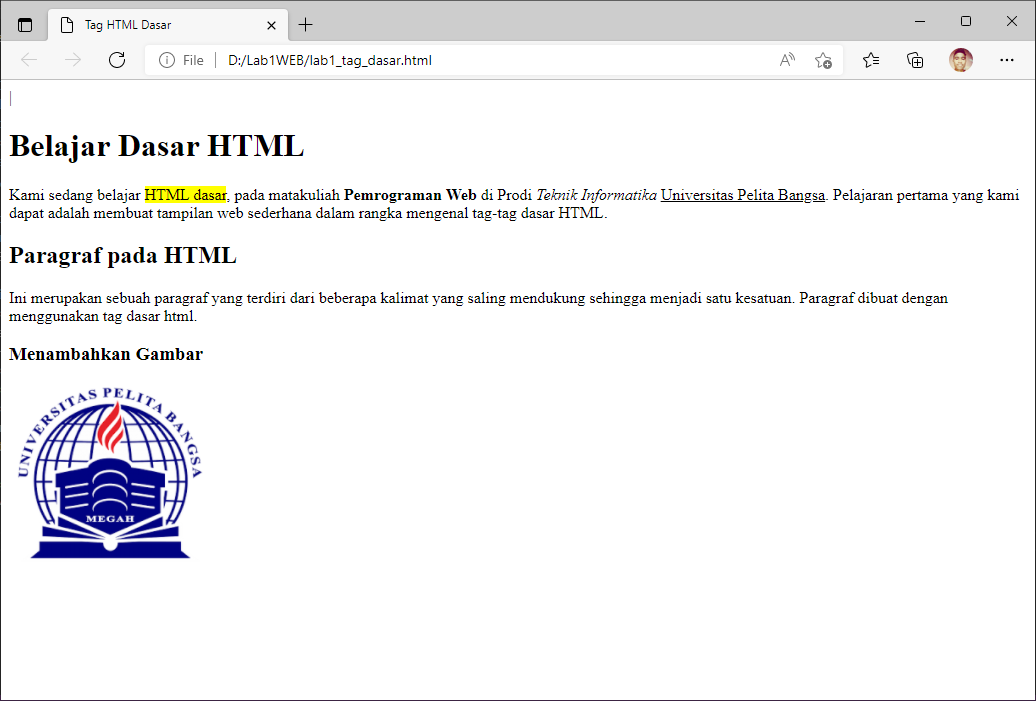 Tag HTML Dasar
File
D:/Lab1WEB/lab1_tag_dasar.html
|
Belajar Dasar HTML
Kami sedang belajar HTML dasar, pada matakuliah Pemrograman Web di Prodi Teknik Informatika Universitas Pelita Bangsa. Pelajaran pertama yang kami
dapat adalah membuat tampilan web sederhana dalam rangka mengenal tag-tag dasar HTML.
Paragraf pada HTML
Ini merupakan sebuah paragraf yang terdiri dari beberapa kalimat yang saling mendukung sehingga menjadi satu kesatuan. Paragraf dibuat dengan
menggunakan tag dasar html.
Menambahkan Gambar
UNIVERSITAS PELITA BANGSA
MEGAH